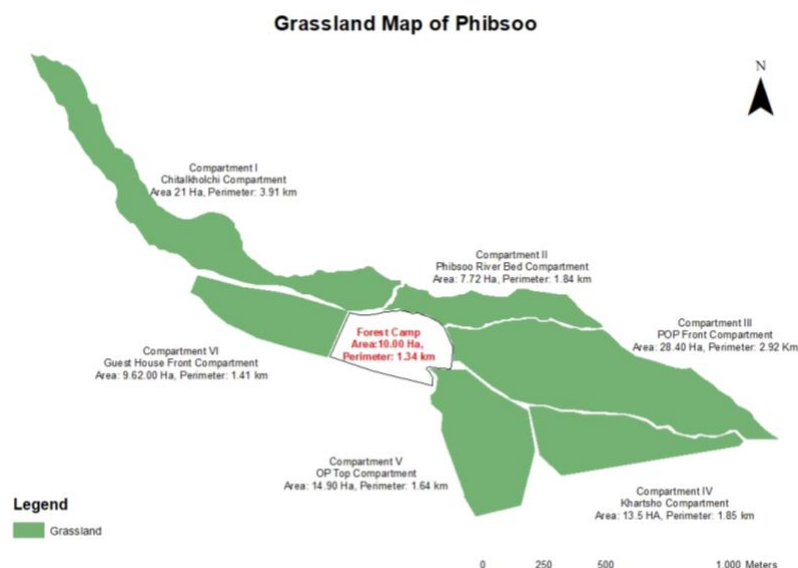 Grassland Map of Phibsoo
N
Compartment I
Chitalkholchi Compartment
Area 21 Ha, Perimeter: 3.91 km
Compartment II
Phibsoo River Bed Compartment
Area: 7.72 Ha, Perimeter: 1.84 km
Compartment III
POP Front Compartment
Area: 28.40 Ha, Perimeter: 2.92 Km
Forest Camp
Area:10.00 Ha,
Perimeter: 1.34 km
Compartment VI
Guest House Front Compartment
Area: 9.62.00 Ha, Perimeter: 1.41 km
Compartment V
OP Top Compartment
Area: 14.90 Ha, Perimeter: 1.64 km
Compartment IV
Khartsho Compartment
Area: 13.5 HA, Perimeter: 1.85 km
Legend
Grassland
0 250 500 1,000 Meters